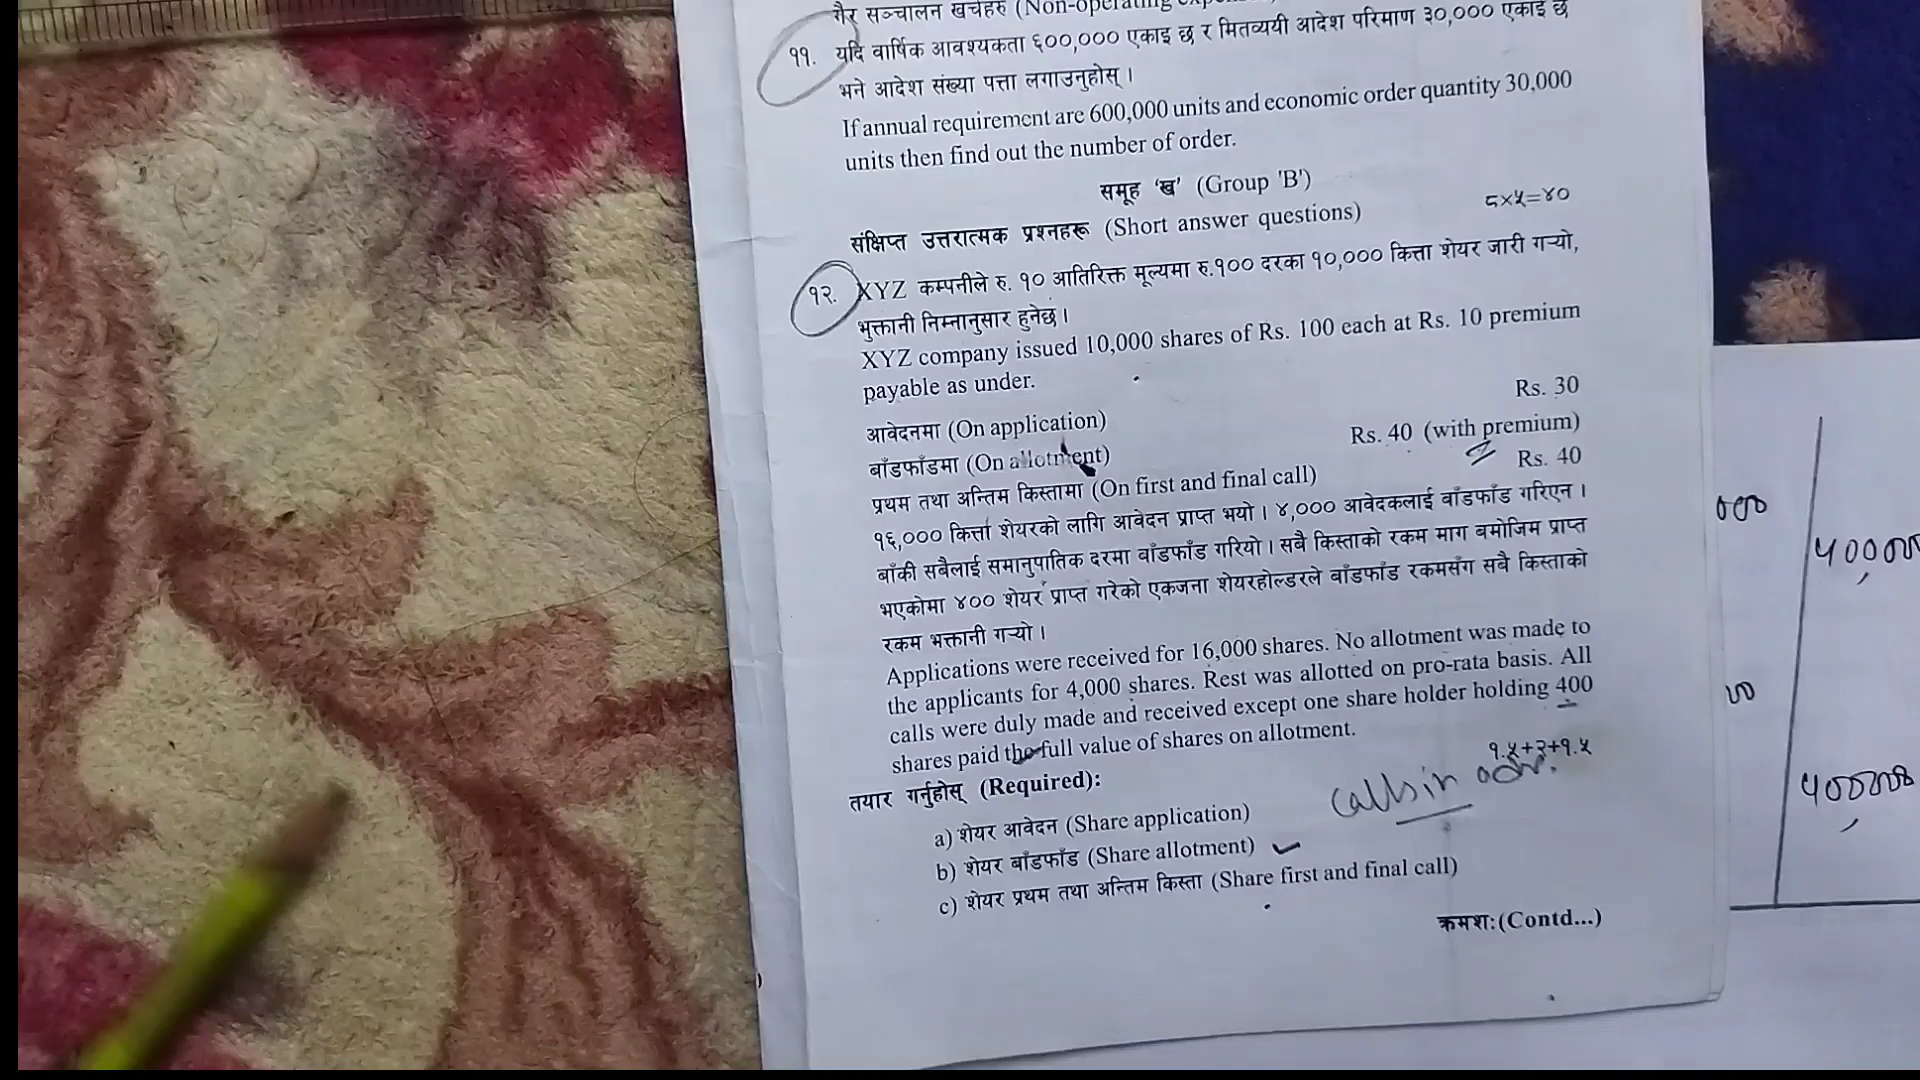 गैर सञ्चालन खर्चहरु (Non-operating
११. यदि वार्षिक आवश्यकता ६००,००० एकाइ छ र मितव्ययी आदेश परिमाण ३०,००० एकाइ छ
भने आदेश संख्या पत्ता लगाउनुहोस् ।
If annual requirement are 600,000 units and economic order quantity 30,000
units then find out the number of order.
समूह ‘ख’ (Group 'B')
संक्षिप्त उत्तरात्मक प्रश्नहरू (Short answer questions) ८×५=४०
१२. XYZ कम्पनीले रु. १० आतिरिक्त मूल्यमा रु.१०० दरका १०,००० कित्ता शेयर जारी गर्‍यो,
भुक्तानी निम्नानुसार हुनेछ ।
XYZ company issued 10,000 shares of Rs. 100 each at Rs. 10 premium
payable as under.
आवेदनमा (On application) Rs. 30
बाँडफाँडमा (On allotment) Rs. 40 (with premium)
प्रथम तथा अन्तिम किस्तामा (On first and final call) Rs. 40
१६,००० कित्ता शेयरको लागि आवेदन प्राप्त भयो । ४,००० आवेदकलाई बाँडफाँड गरिएन ।
बाँकी सबैलाई समानुपातिक दरमा बाँडफाँड गरियो । सबै किस्ताको रकम माग बमोजिम प्राप्त
भएकोमा ४०० शेयर प्राप्त गरेको एकजना शेयरहोल्डरले बाँडफाँड रकमसँग सबै किस्ताको
रकम भक्तानी गर्‍यो ।
Applications were received for 16,000 shares. No allotment was made to
the applicants for 4,000 shares. Rest was allotted on pro-rata basis. All
calls were duly made and received except one share holder holding 400
shares paid the full value of shares on allotment.
तयार गर्नुहोस् (Required): १.५+२+१.५
Calls in adv.
a) शेयर आवेदन (Share application)
b) शेयर बाँडफाँड (Share allotment)
c) शेयर प्रथम तथा अन्तिम किस्ता (Share first and final call)
क्रमशः (Contd...)